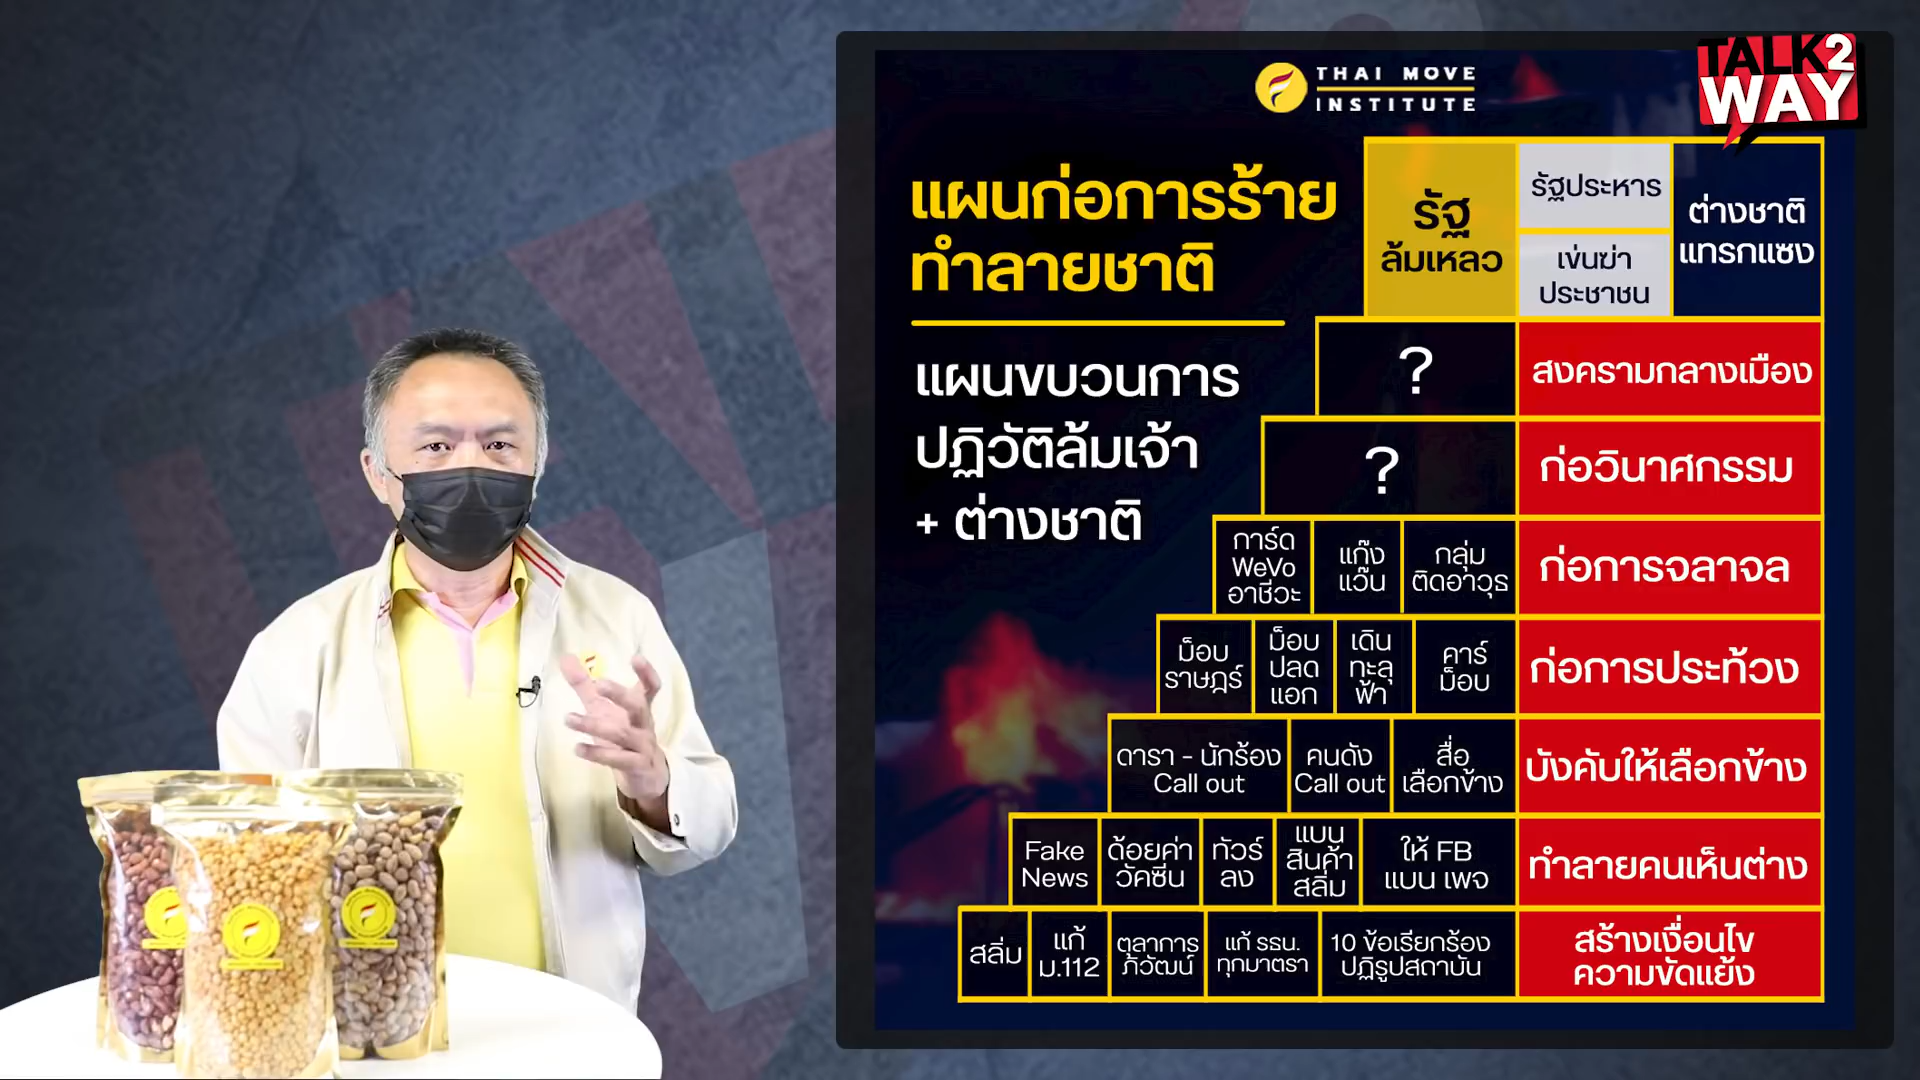 TALK2
WAY
THAI MOVE
INSTITUTE
แผนก่อการร้าย
ทำลายชาติ
แผนขบวนการ
ปฏิวัติล้มเจ้า
+ ต่างชาติ
รัฐ
ล้มเหลว
รัฐประหาร
เข่นฆ่า
ประชาชน
ต่างชาติ
แทรกแซง
?
สงครามกลางเมือง
?
ก่อวินาศกรรม
การ์ด
WeVo
อาชีวะ
แก๊ง
แว๊น
กลุ่ม
ติดอาวุธ
ก่อการจลาจล
ม็อบ
ราษฎร์
ม็อบ
ปลด
แอก
เดิน
ทะลุ
ฟ้า
คาร์
ม็อบ
ก่อการประท้วง
ดารา - นักร้อง
Call out
คนดัง
Call out
สื่อ
เลือกข้าง
บังคับให้เลือกข้าง
Fake
News
ด้อยค่า
วัคซีน
ทัวร์
ลง
แบน
สินค้า
สลิ่ม
ให้ FB
แบน เพจ
ทำลายคนเห็นต่าง
สลิ่ม
แก้
ม.112
ตุลาการ
ภิวัฒน์
แก้ รธน.
ทุกมาตรา
10 ข้อเรียกร้อง
ปฏิรูปสถาบัน
สร้างเงื่อนไข
ความขัดแย้ง